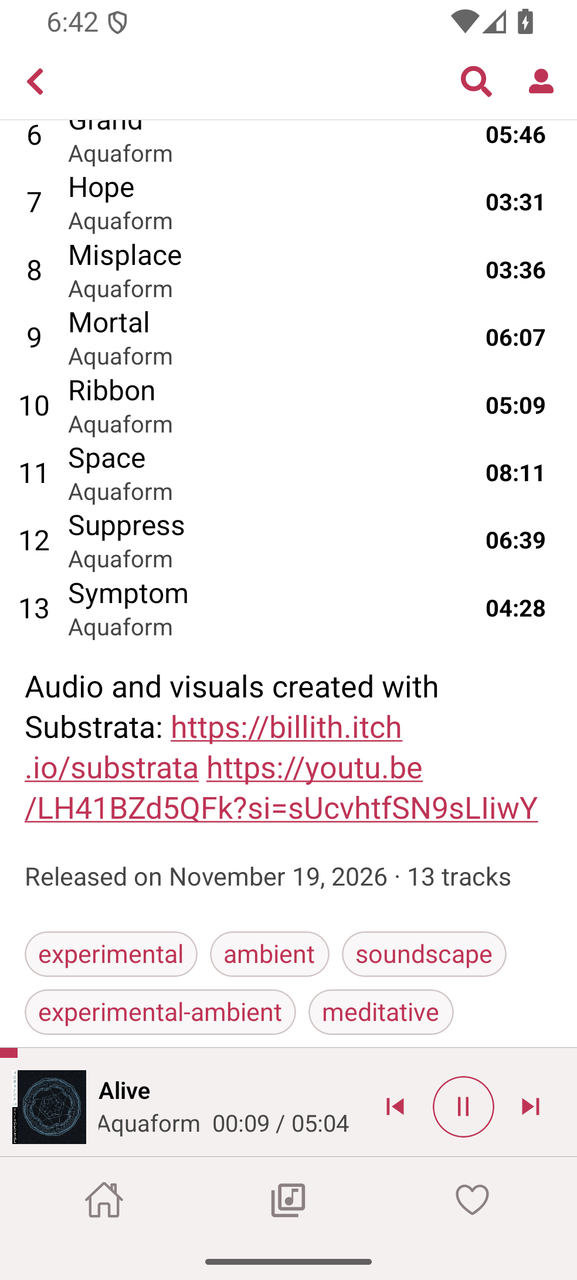 6:42
Grand
6
05:46
Aquaform
Hope
7
03:31
Aquaform
Misplace
8
03:36
Aquaform
Mortal
9
06:07
Aquaform
Ribbon
10
05:09
Aquaform
Space
11
08:11
Aquaform
Suppress
12
06:39
Aquaform
Symptom
13
04:28
Aquaform
Audio and visuals created with
Substrata: https://billith.itch
.io/substrata https://youtu.be
/LH41BZd5QFk?si=sUcvhtfSN9sLIiwY
Released on November 19, 2026 · 13 tracks
experimental ambient soundscape
experimental-ambient meditative
Alive
Aquaform 00:09 / 05:04